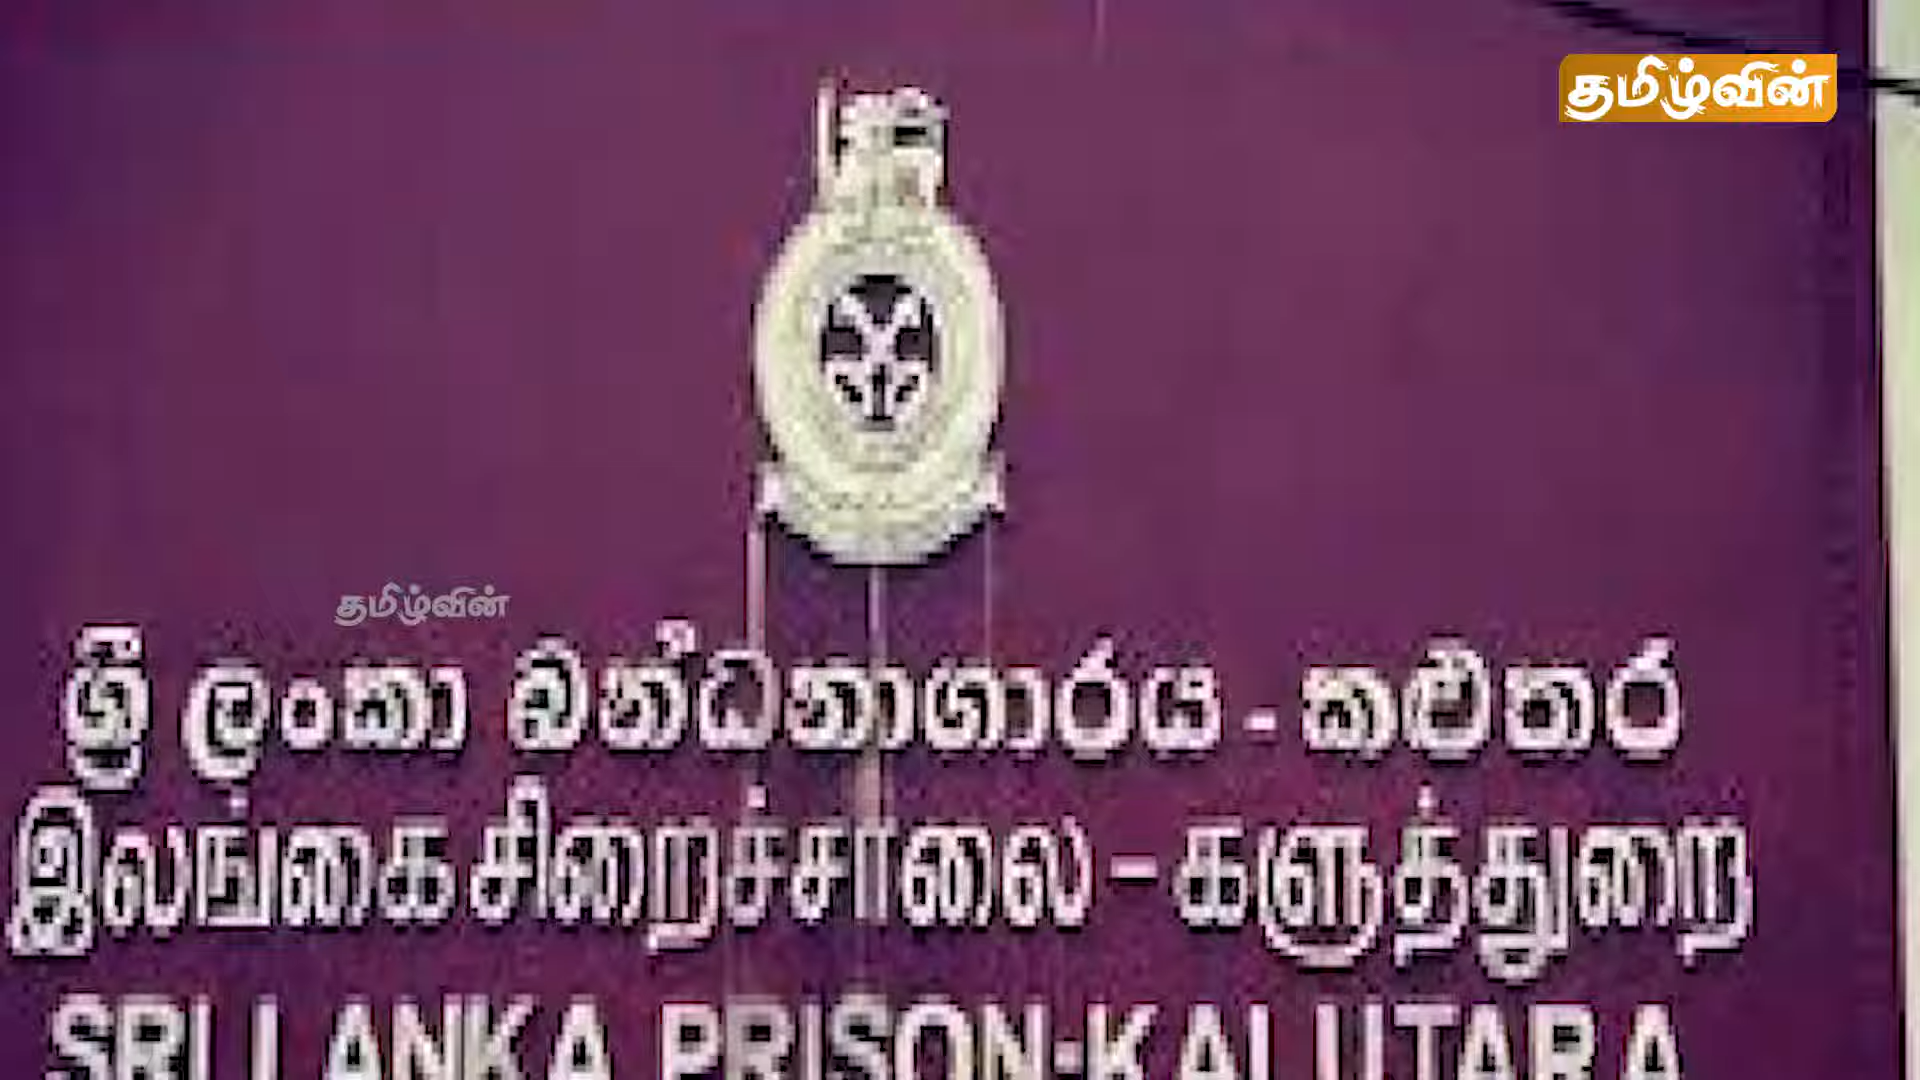 தமிழ்வின்
தமிழ்வின்
ශ්‍රී ලංකා බන්ධනාගාරය - කළුතර
இலங்கை சிறைச்சாலை – களுத்துறை
SRI LANKA PRISON-KALUTARA